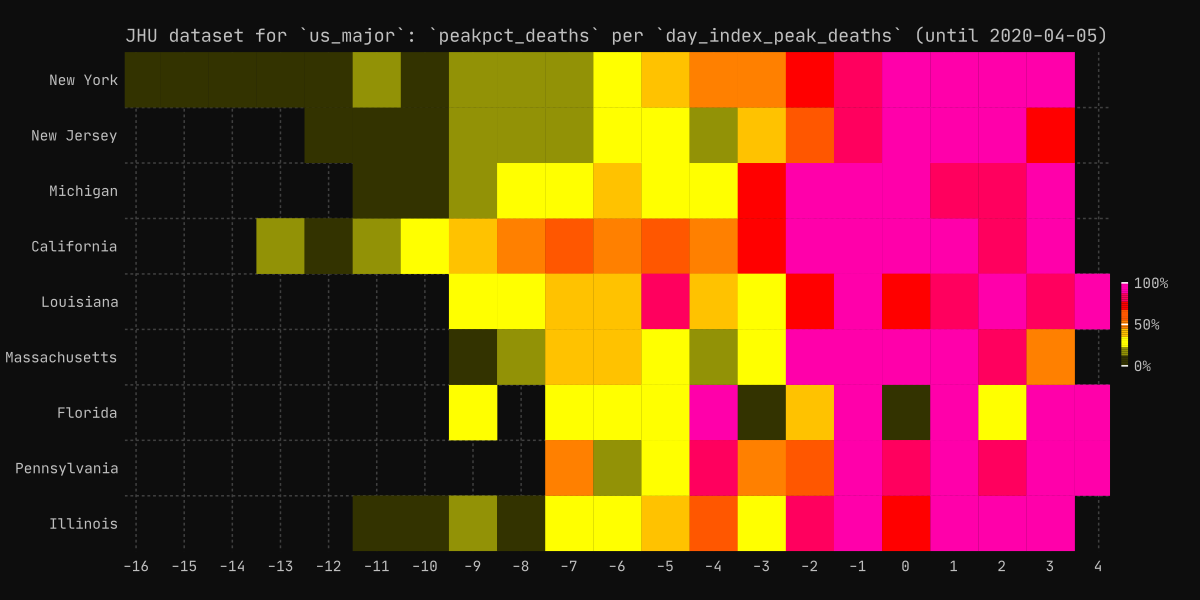 JHU dataset for `us_major`: `peakpct_deaths` per `day_index_peak_deaths` (until 2020-04-05)
New York
New Jersey
Michigan
California
Louisiana
Massachusetts
Florida
Pennsylvania
Illinois
100%
50%
0%
-16 -15 -14 -13 -12 -11 -10 -9 -8 -7 -6 -5 -4 -3 -2 -1 0 1 2 3 4